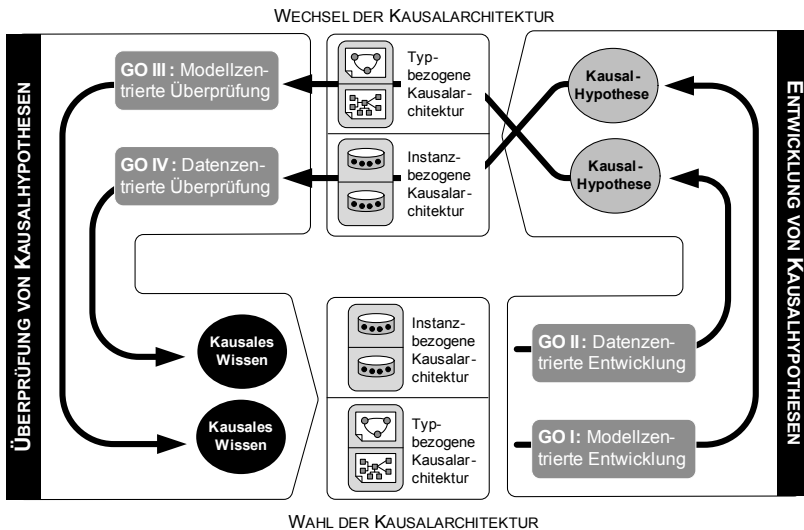 WECHSEL DER KAUSALARCHITEKTUR
ÜBERPRÜFUNG VON KAUSALHYPOTHESEN
GO III: Modellzen-
trierte Überprüfung
GO IV: Datenzen-
trierte Überprüfung
Typ-
bezogene
Kausalar-
chitektur
Instanz-
bezogene
Kausalar-
chitektur
Kausal-
Hypothese
Kausal-
Hypothese
ENTWICKLUNG VON KAUSALHYPOTHESEN
Kausales
Wissen
Kausales
Wissen
Instanz-
bezogene
Kausalar-
chitektur
Typ-
bezogene
Kausalar-
chitektur
GO II: Datenzen-
trierte Entwicklung
GO I: Modellzen-
trierte Entwicklung
WAHL DER KAUSALARCHITEKTUR